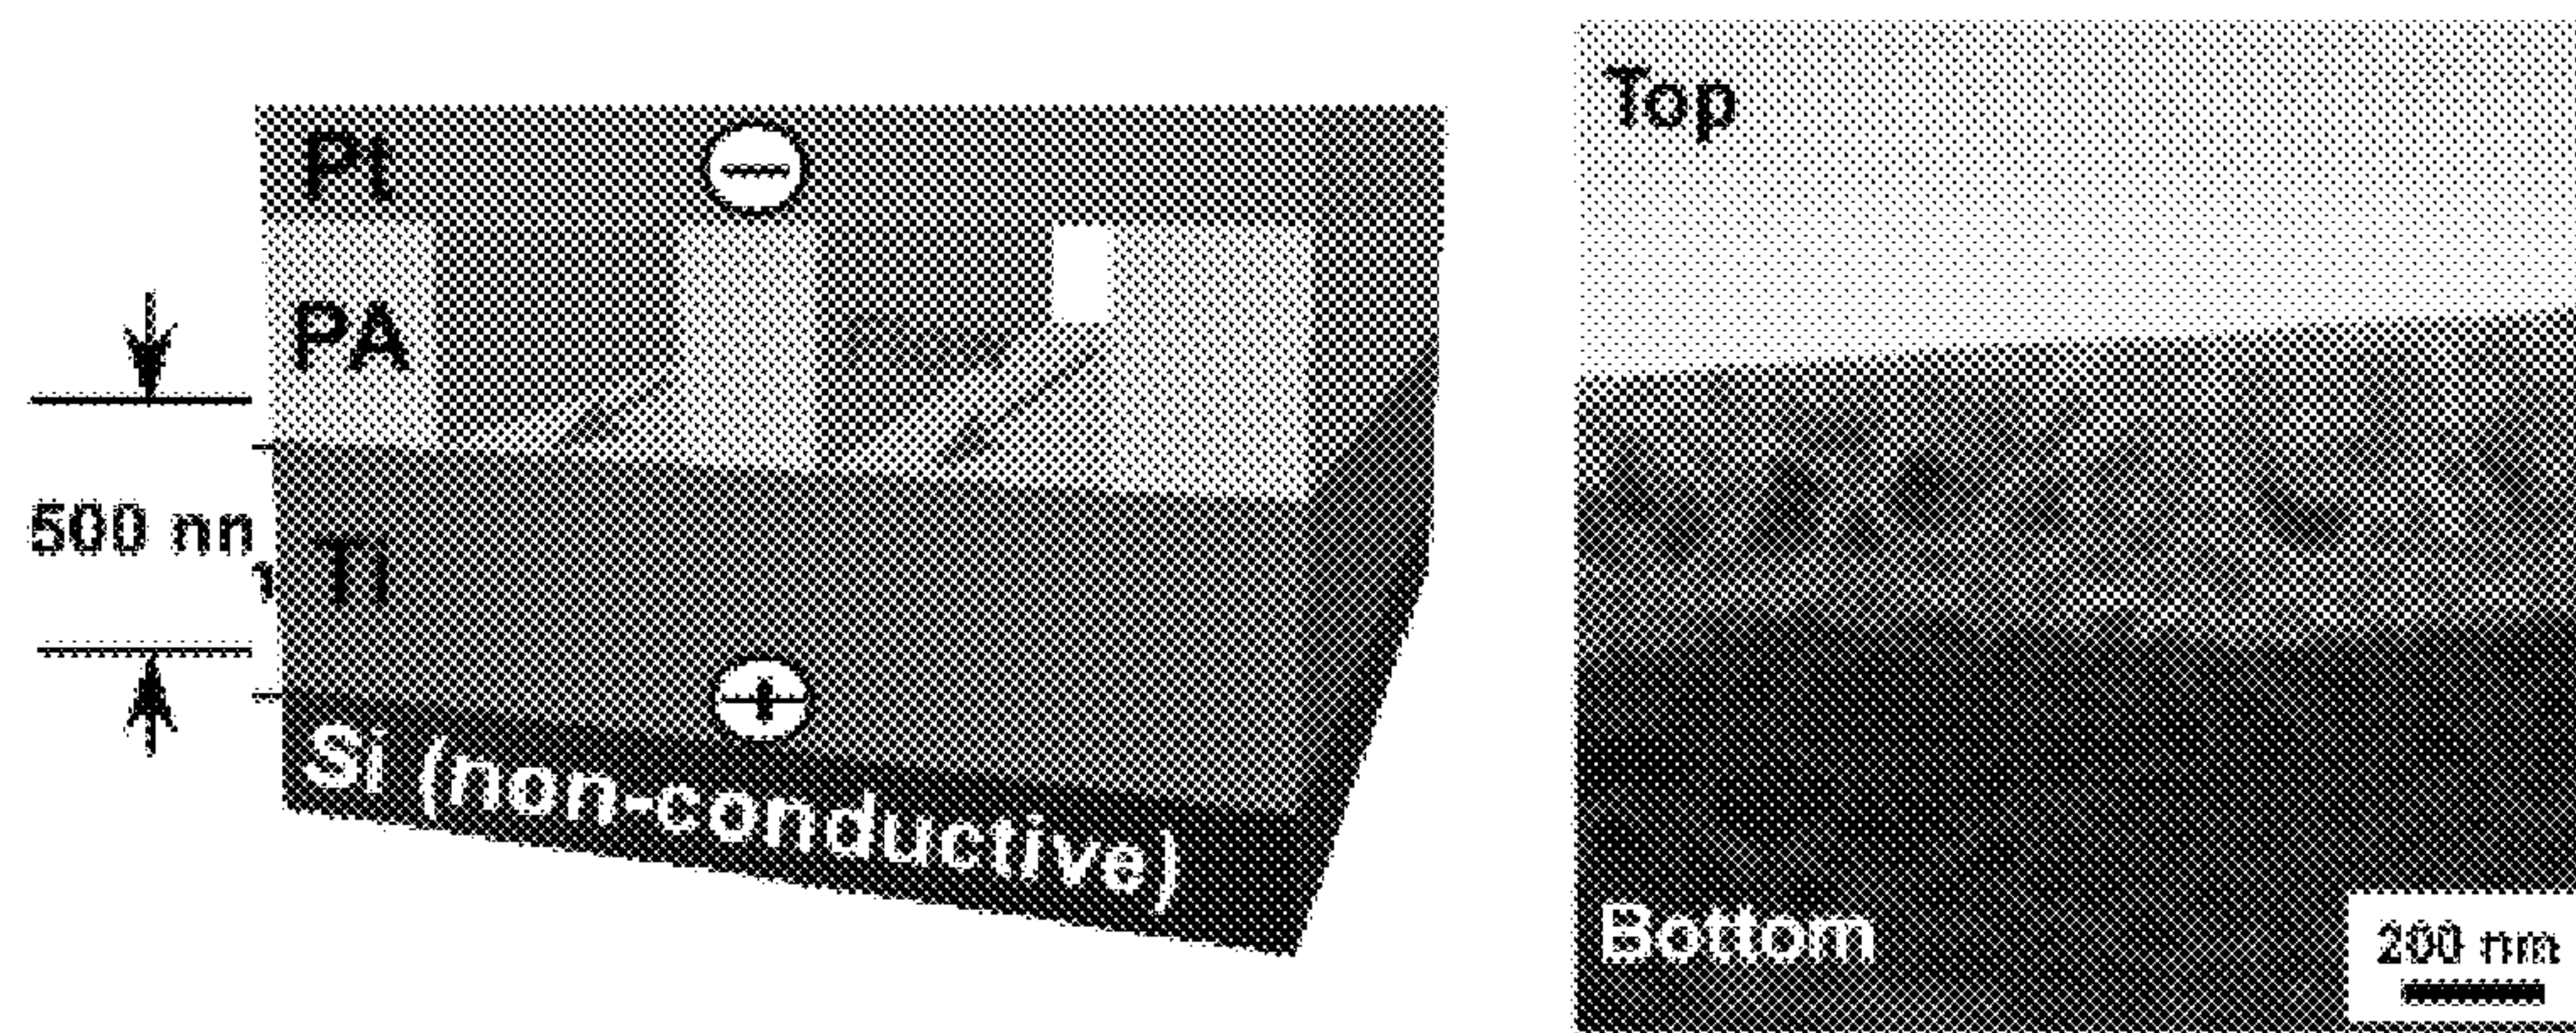 Pt
PA
500 nn
Ti
Si (non-conductive)
Top
Bottom
200 nm